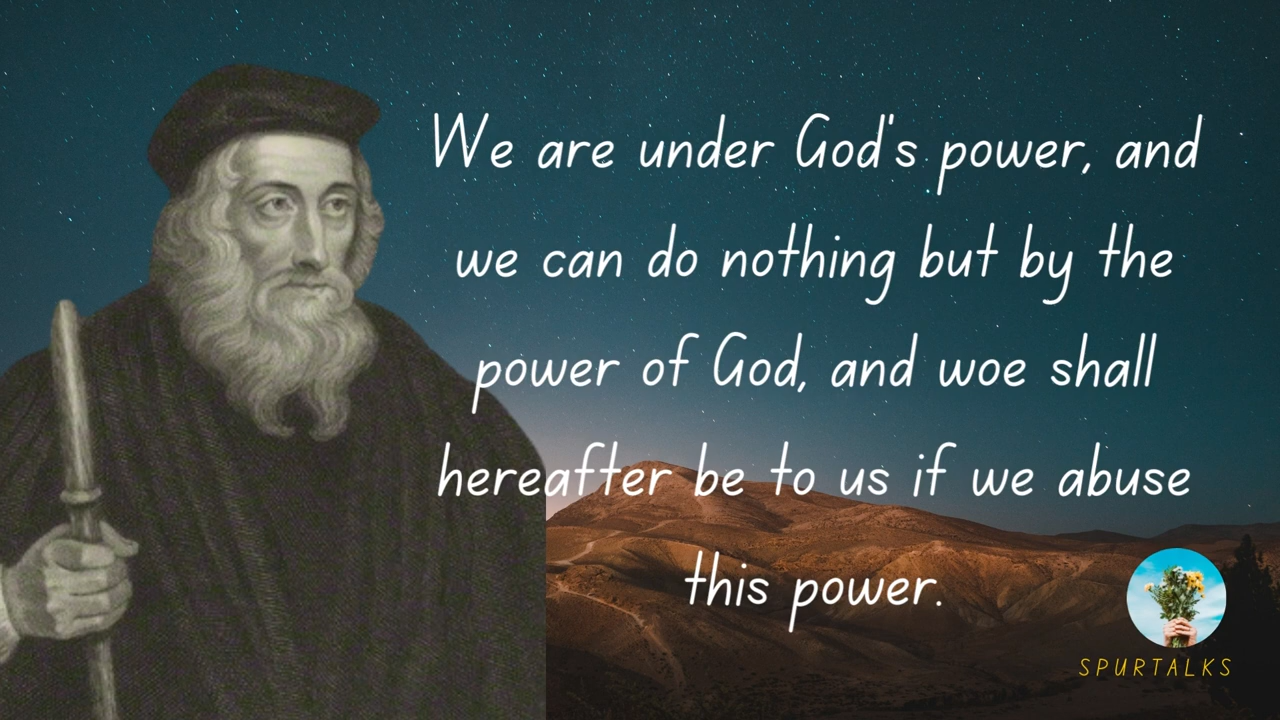 We are under God's power, and
we can do nothing but by the
power of God, and woe shall
hereafter be to us if we abuse
this power.
SPURTALKS